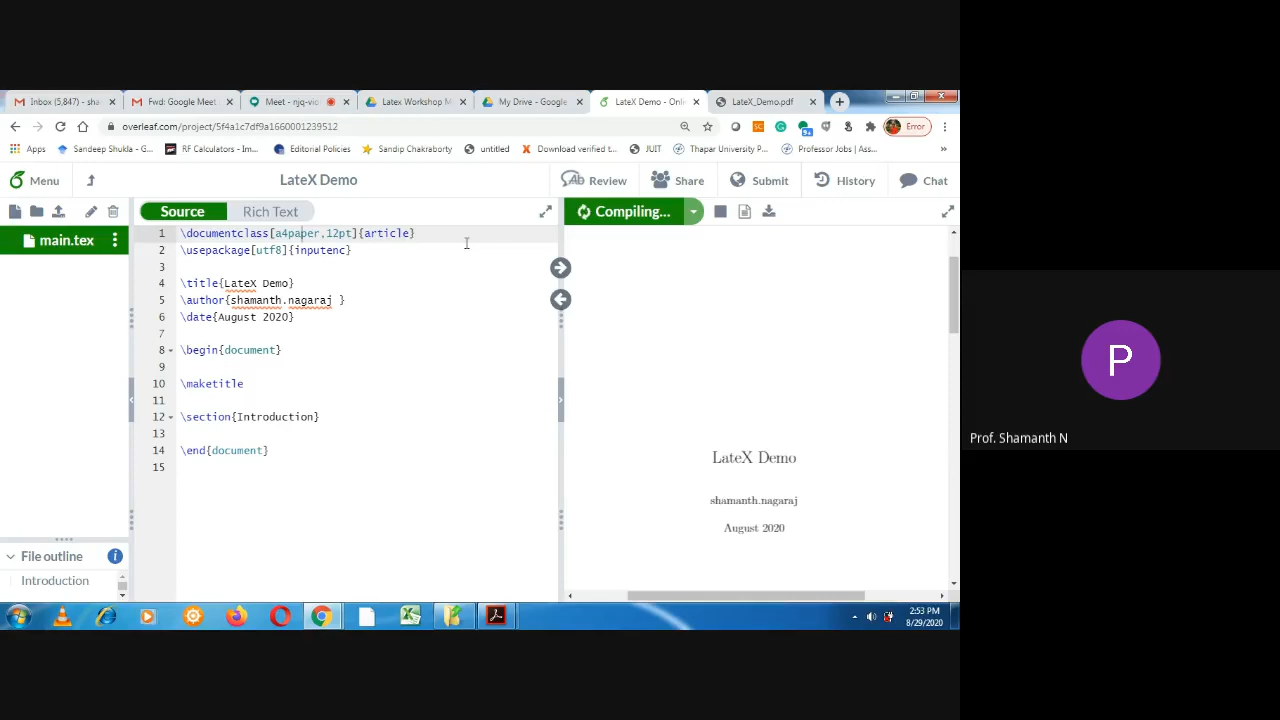 Inbox (5,847) - sha
Fwd: Google Meet
Meet - njq-vio
Latex Workshop M
My Drive - Google
LateX Demo - Onl
LateX_Demo.pdf
overleaf.com/project/5f4a1c7df9a1660001239512
Error
Apps
Sandeep Shukla - G...
RF Calculators - Im...
Editorial Policies
Sandip Chakraborty
untitled
Download verified t...
JUIT
Thapar University P...
Professor Jobs | Ass...
»
Menu
LateX Demo
Review
Share
Submit
History
Chat
Source
Rich Text
Compiling...
main.tex
1 \documentclass[a4paper,12pt]{article}
2 \usepackage[utf8]{inputenc}
3
4 \title{LateX Demo}
5 \author{shamanth.nagaraj }
6 \date{August 2020}
7
8 \begin{document}
9
10 \maketitle
11
12 \section{Introduction}
13
14 \end{document}
15
LateX Demo
shamanth.nagaraj
August 2020
File outline
Introduction
2:53 PM
8/29/2020
P
Prof. Shamanth N